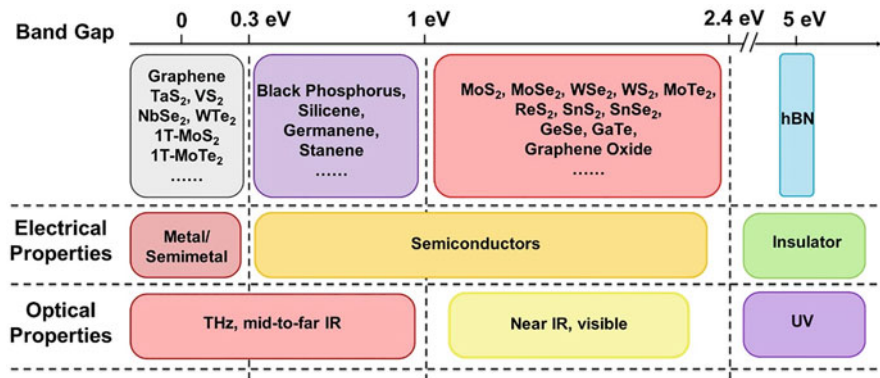 Band Gap
0
0.3 eV
1 eV
2.4 eV
5 eV
Graphene
TaS₂, VS₂
NbSe₂, WTe₂
1T-MoS₂
1T-MoTe₂
......
Black Phosphorus,
Silicene,
Germanene,
Stanene
......
MoS₂, MoSe₂, WSe₂, WS₂, MoTe₂,
ReS₂, SnS₂, SnSe₂,
GeSe, GaTe,
Graphene Oxide
......
hBN
Electrical
Properties
Metal/
Semimetal
Semiconductors
Insulator
Optical
Properties
THz, mid-to-far IR
Near IR, visible
UV